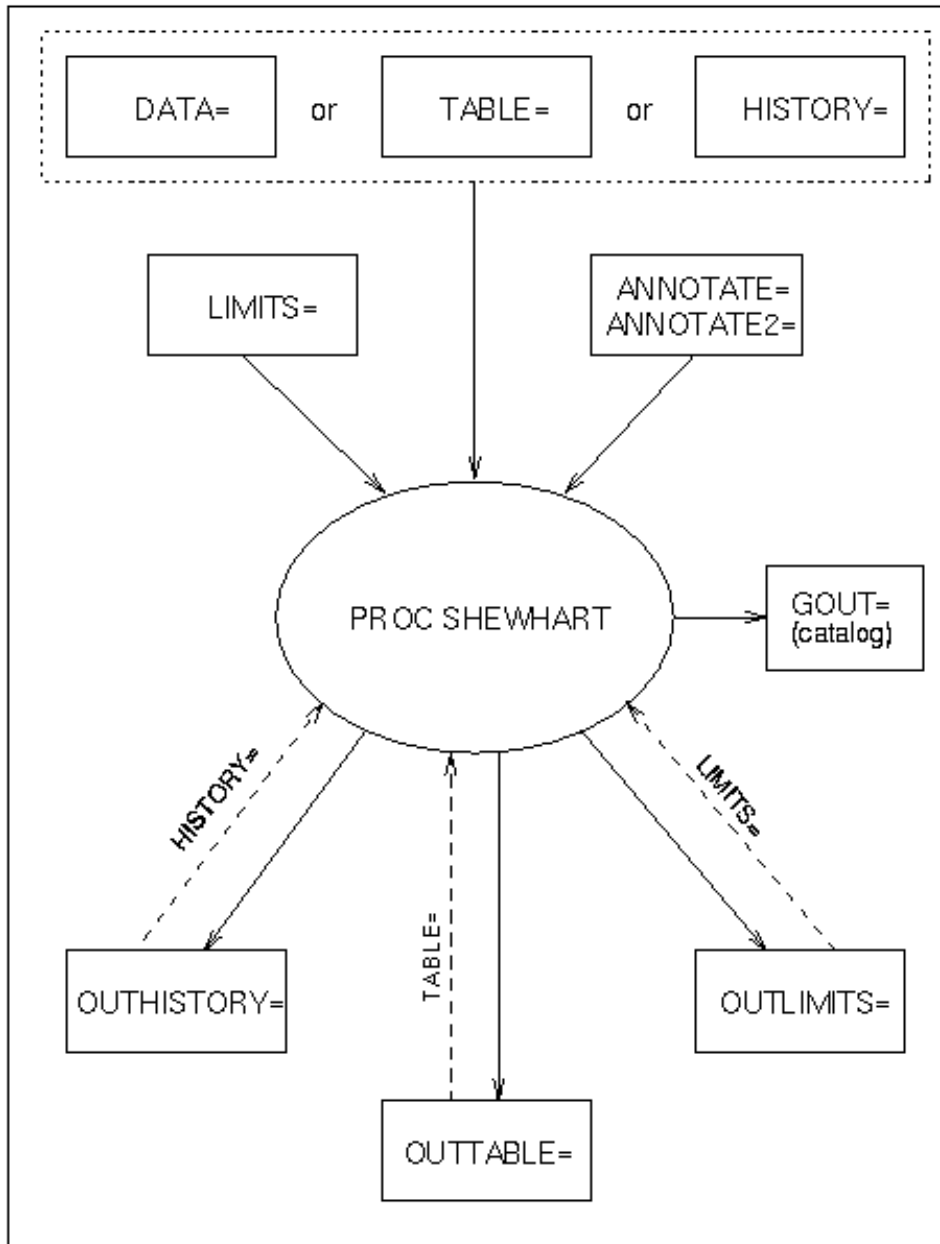 DATA= or TABLE= or HISTORY=
LIMITS=
ANNOTATE=
ANNOTATE2=
PROC SHEWHART
GOUT=
(catalog)
HISTORY=
TABLE=
LIMITS=
OUTHISTORY=
OUTLIMITS=
OUTTABLE=